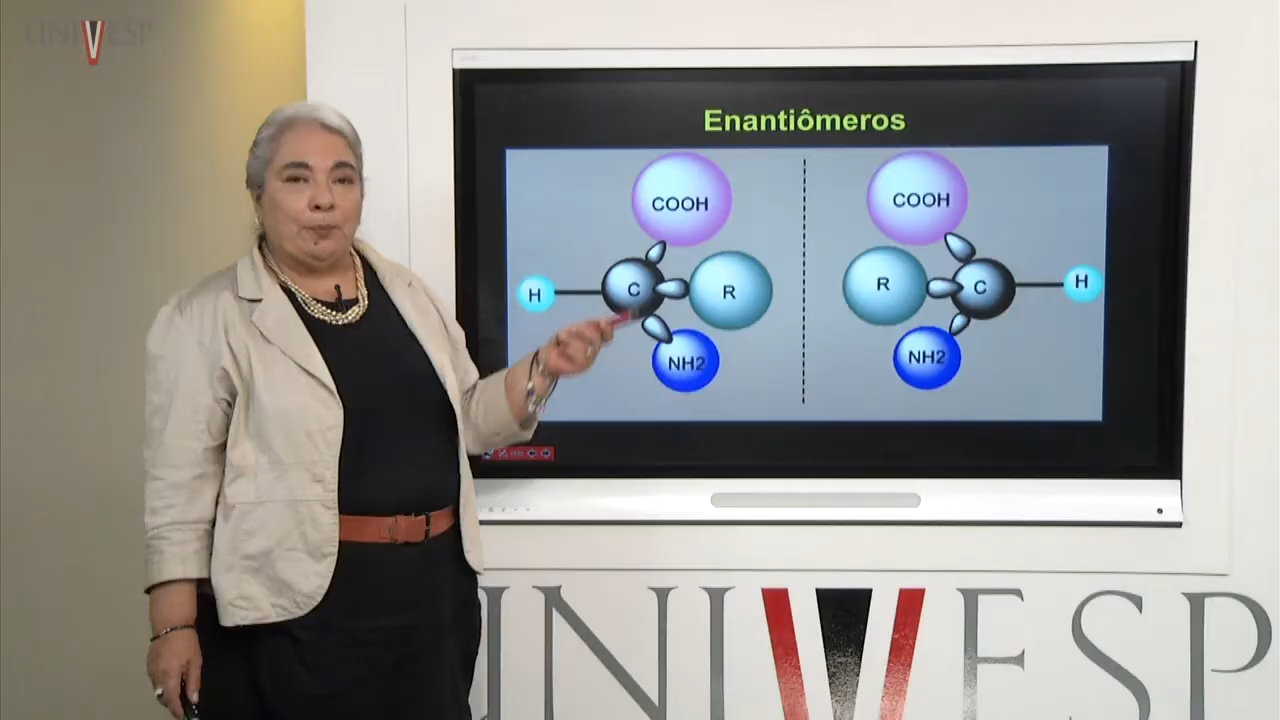 UNIVESP
Enantiômeros
COOH
COOH
H
C
R
R
C
H
NH2
NH2
UNIVESP